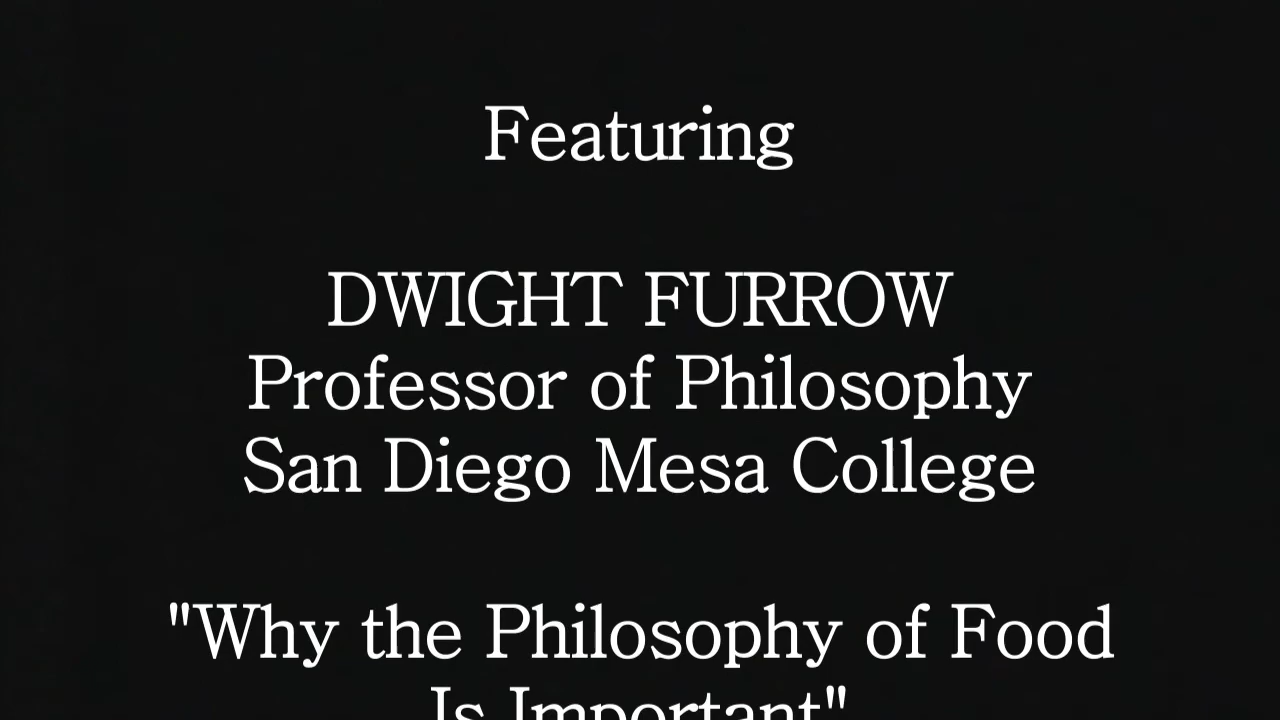 Featuring
DWIGHT FURROW
Professor of Philosophy
San Diego Mesa College
"Why the Philosophy of Food
Is Important"